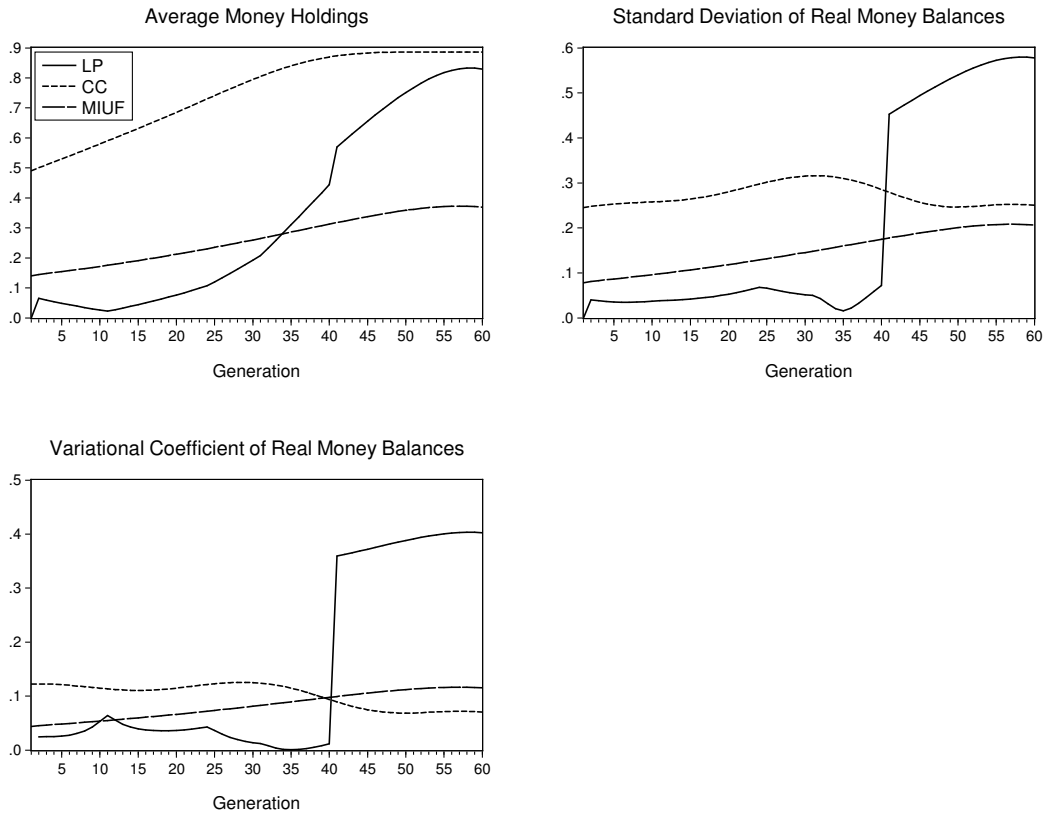 Average Money Holdings
.9
.8
.7
.6
.5
.4
.3
.2
.1
.0
LP
CC
MIUF
5 10 15 20 25 30 35 40 45 50 55 60
Generation
Standard Deviation of Real Money Balances
.6
.5
.4
.3
.2
.1
.0
5 10 15 20 25 30 35 40 45 50 55 60
Generation
Variational Coefficient of Real Money Balances
.5
.4
.3
.2
.1
.0
5 10 15 20 25 30 35 40 45 50 55 60
Generation